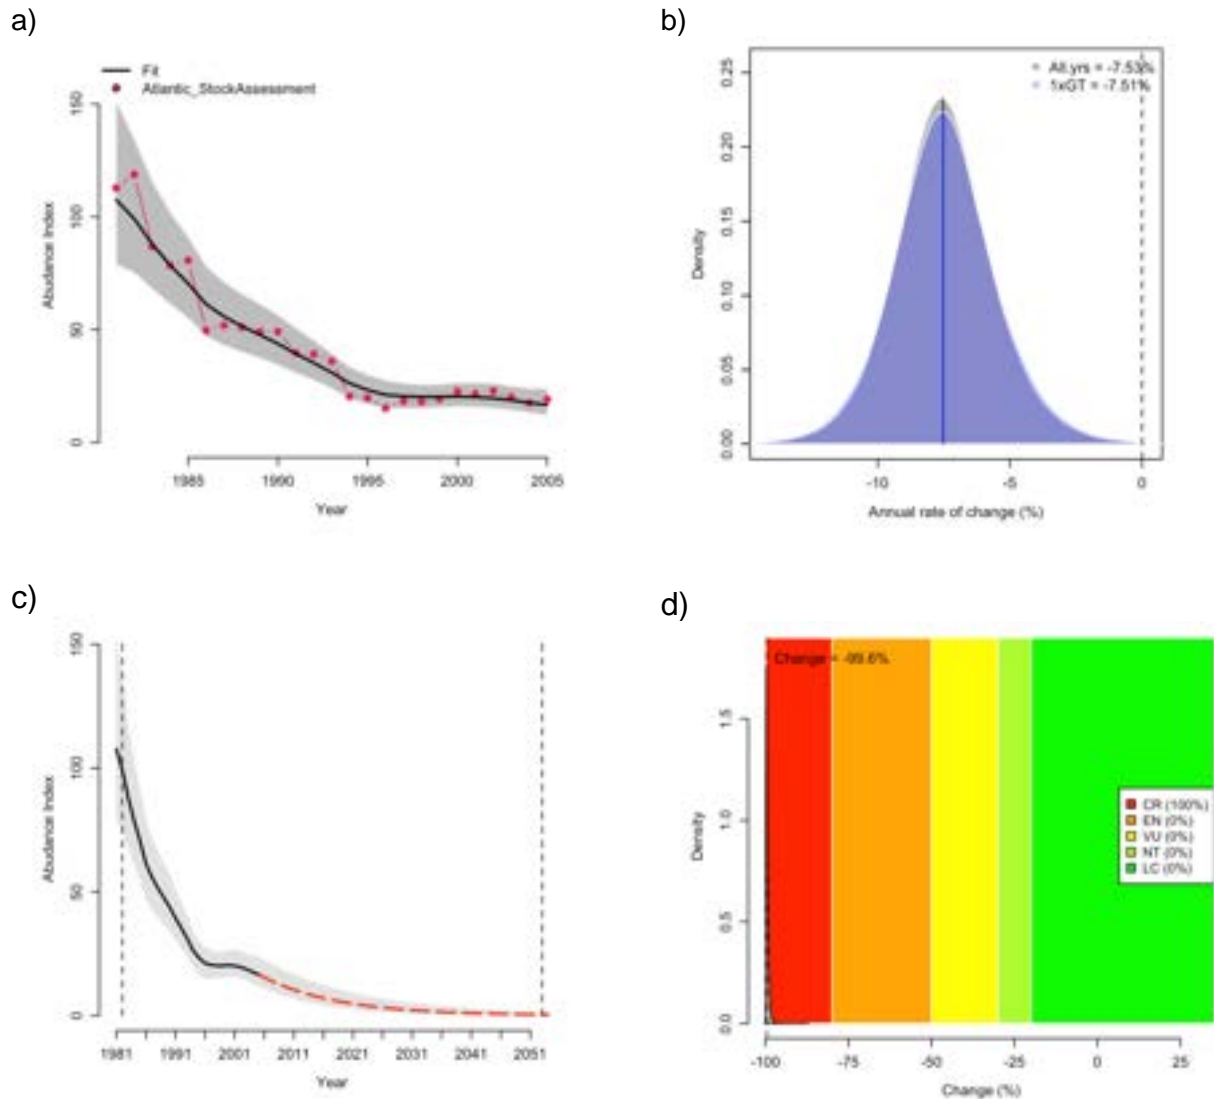 a)
Fit
Atlantic_StockAssessment
150
100
50
0
Abudance Index
1985 1990 1995 2000 2005
Year
b)
All.yrs = -7.53%
1xGT = -7.51%
0.25
0.20
0.15
0.10
0.05
0.00
Density
-10 -5 0
Annual rate of change (%)
c)
150
100
50
0
Abudance Index
1981 1991 2001 2011 2021 2031 2041 2051
Year
d)
Change = -99.6%
1.5
1.0
0.5
0.0
Density
CR (100%)
EN (0%)
VU (0%)
NT (0%)
LC (0%)
-100 -75 -50 -25 0 25
Change (%)